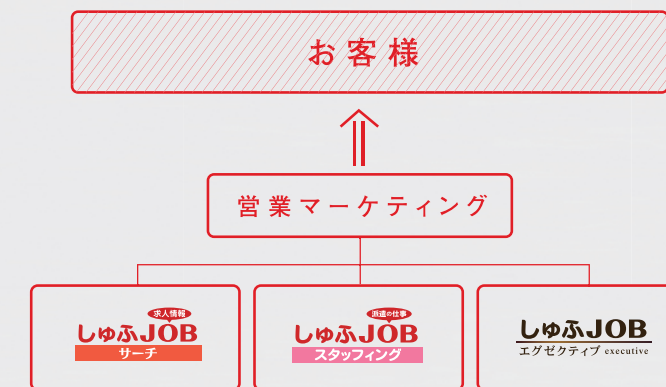 お客様
営業マーケティング
求人情報
しゅふJOB
サーチ
派遣の仕事
しゅふJOB
スタッフィング
しゅふJOB
エグゼクティブ executive